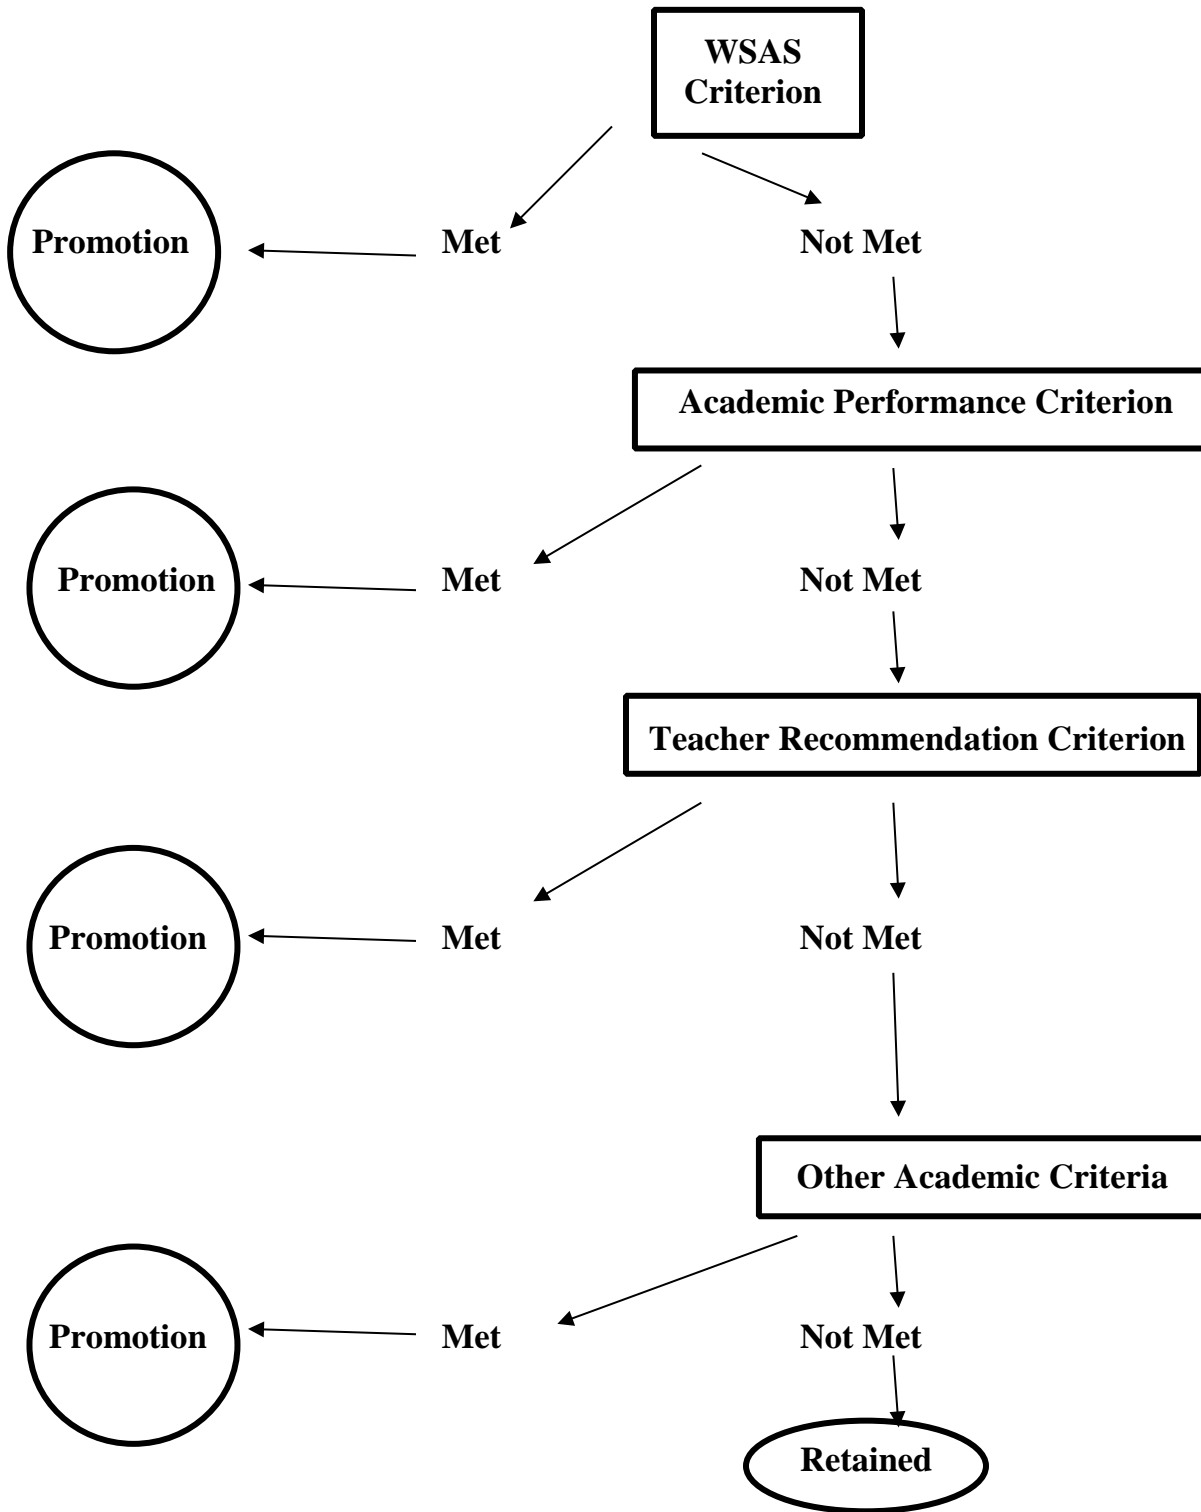 WSAS
Criterion
Promotion
Met
Not Met
Academic Performance Criterion
Promotion
Met
Not Met
Teacher Recommendation Criterion
Promotion
Met
Not Met
Other Academic Criteria
Promotion
Met
Not Met
Retained